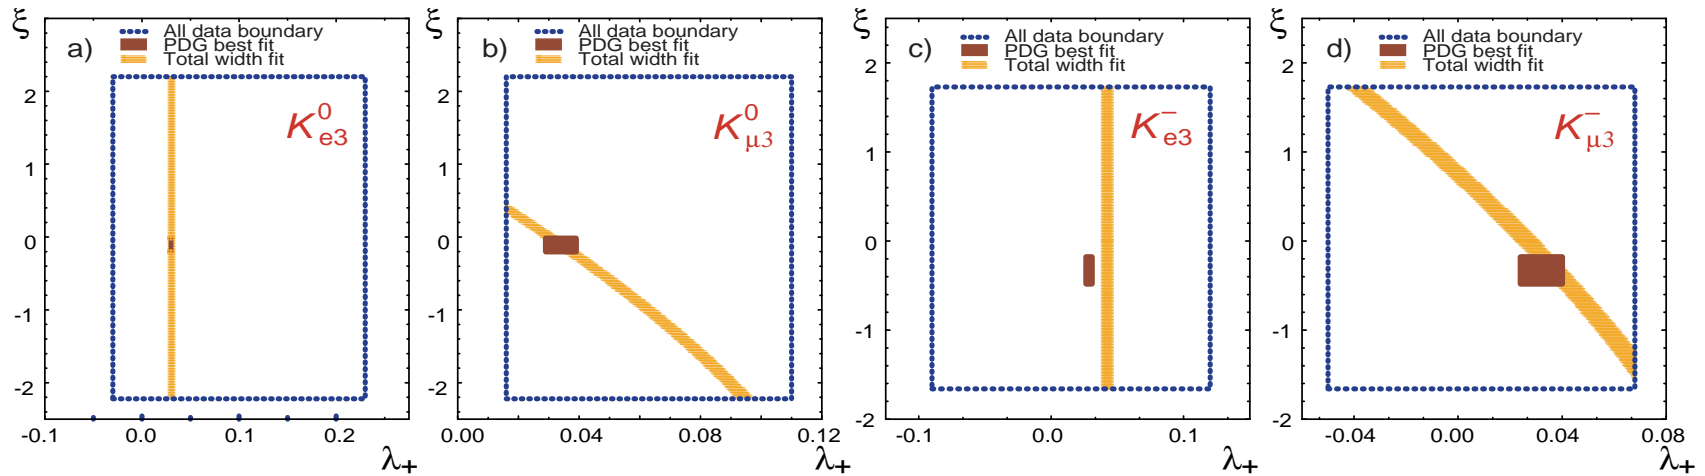 ξ
a)
All data boundary
PDG best fit
Total width fit
K⁰e3
2
1
0
-1
-2
-0.1
0.0
0.1
0.2
λ+
ξ
b)
All data boundary
PDG best fit
Total width fit
K⁰μ3
2
1
0
-1
-2
0.00
0.04
0.08
0.12
λ+
ξ
c)
All data boundary
PDG best fit
Total width fit
K⁻e3
2
1
0
-1
-2
0.0
-0.1
0.1
λ+
ξ
d)
All data boundary
PDG best fit
Total width fit
K⁻μ3
2
1
0
-1
-2
-0.04
0.00
0.04
0.08
λ+